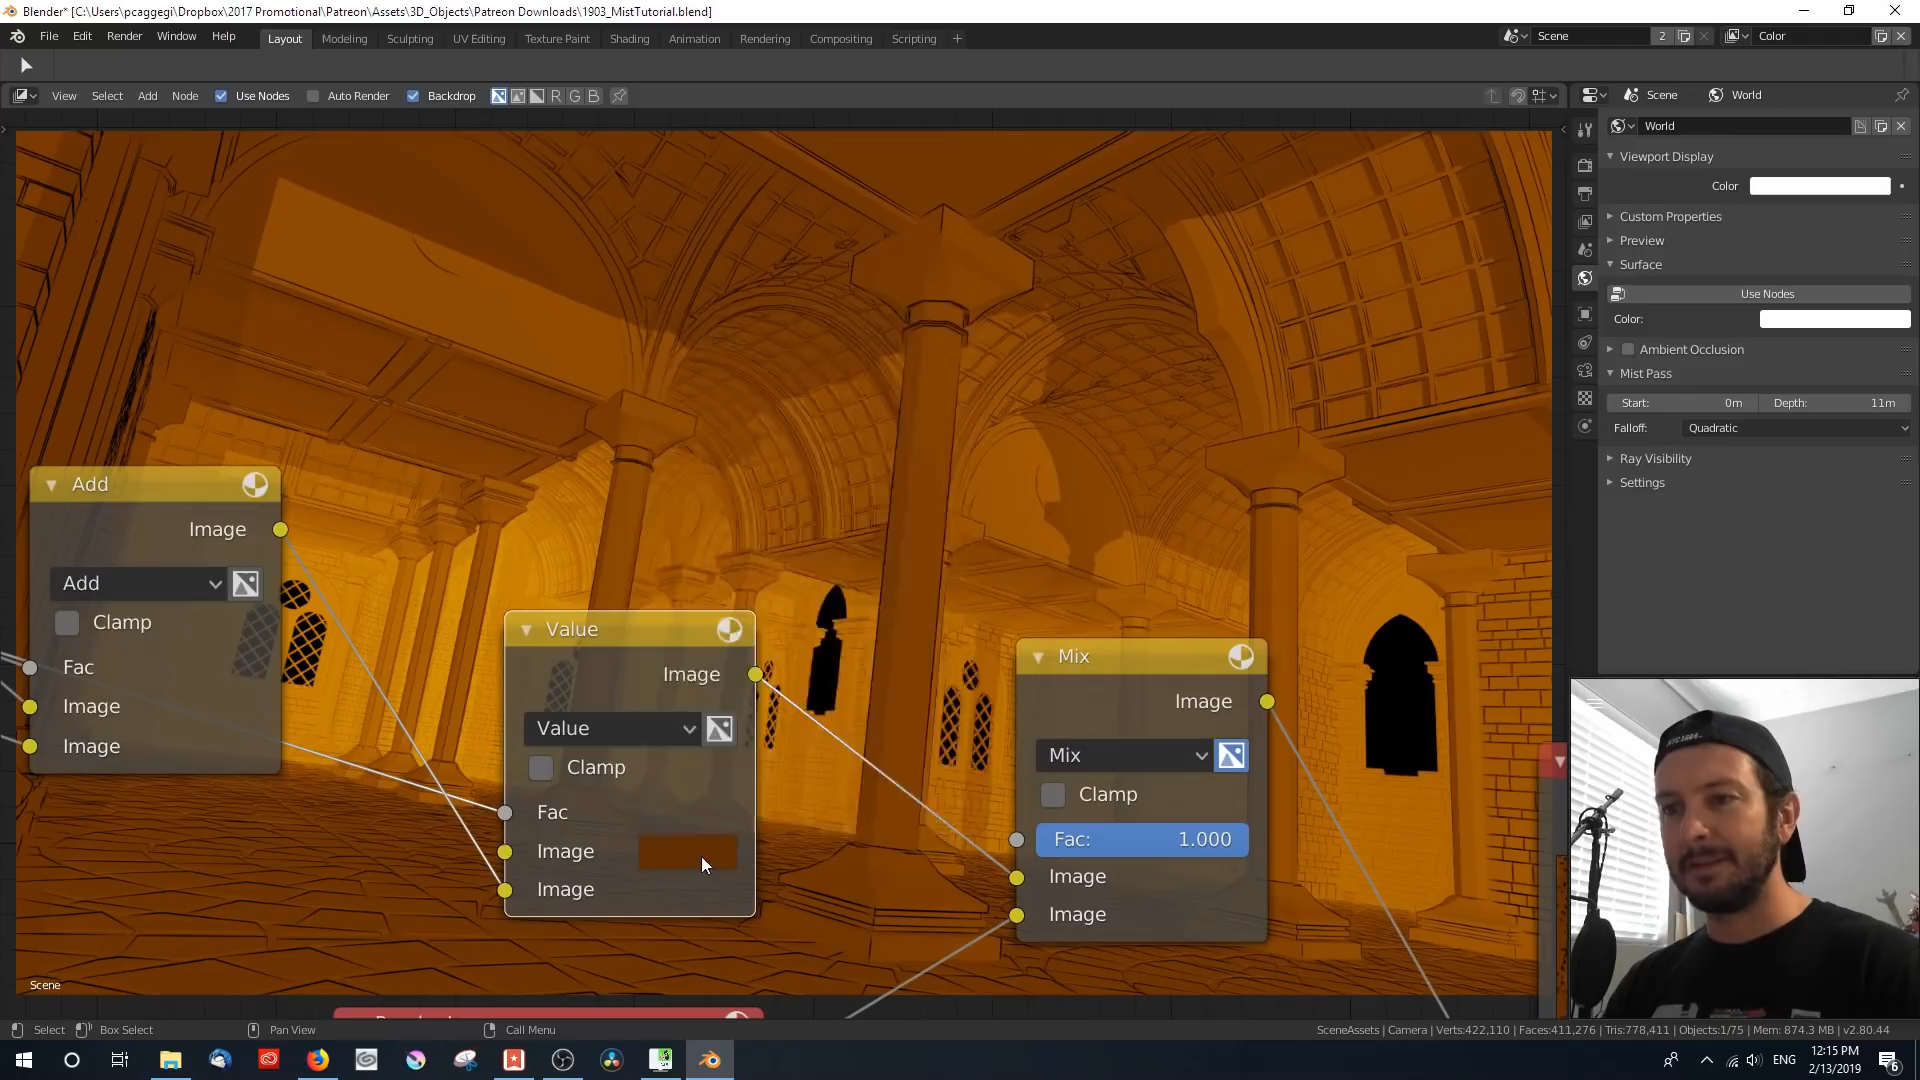 Blender* [C:\Users\pcaggegi\Dropbox\2017 Promotional\Patreon\Assets\3D_Objects\Patreon Downloads\1903_MistTutorial.blend]
File Edit Render Window Help Layout Modeling Sculpting UV Editing Texture Paint Shading Animation Rendering Compositing Scripting + Scene 2 Color
View Select Add Node Use Nodes Auto Render Backdrop R G B Scene World
World
Viewport Display
Color
Custom Properties
Preview
Surface
Use Nodes
Color:
Ambient Occlusion
Mist Pass
Start: 0m Depth: 11m
Falloff: Quadratic
Ray Visibility
Settings
Add
Image
Add
Clamp
Fac
Image
Image
Value
Image
Value
Clamp
Fac
Image
Image
Mix
Image
Mix
Clamp
Fac: 1.000
Image
Image
Scene
Select Box Select Pan View Call Menu SceneAssets | Camera | Verts:422,110 | Faces:411,276 | Tris:778,411 | Objects:1/75 | Mem: 874.3 MB | v2.80.44
ENG 12:15 PM
2/13/2019 6